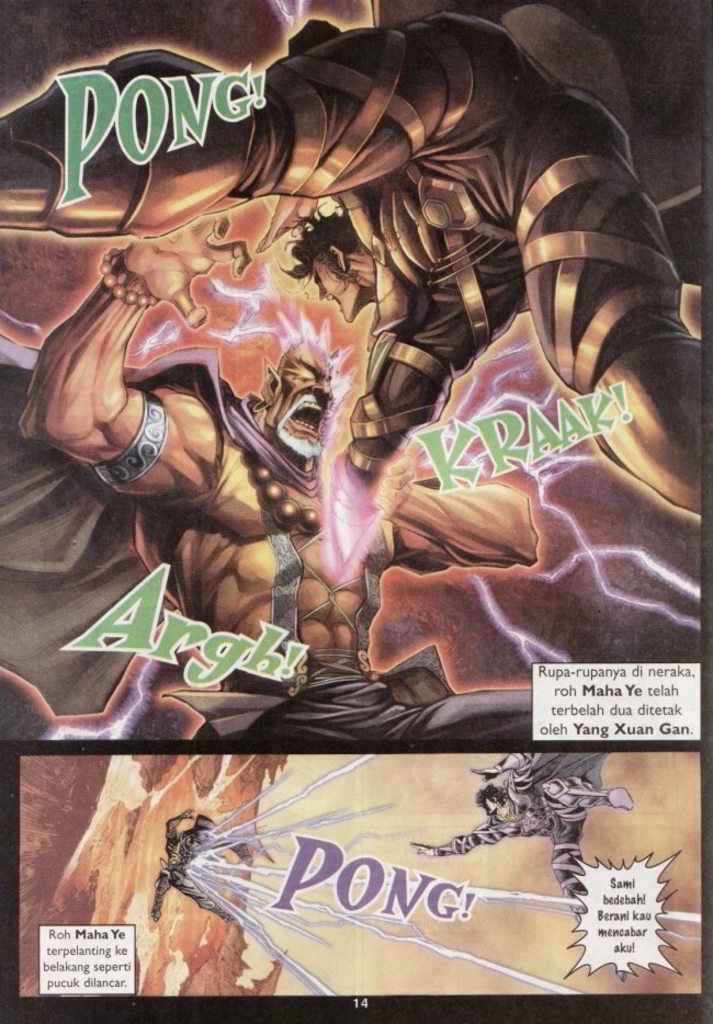 PONG!
KRAAK!
Argh!
Rupa-rupanya di neraka,
roh Maha Ye telah
terbelah dua ditetak
oleh Yang Xuan Gan.
PONG!
Sami
bedebah!
Berani kau
mencabar
aku!
Roh Maha Ye
terpelanting ke
belakang seperti
pucuk dilancar.
14